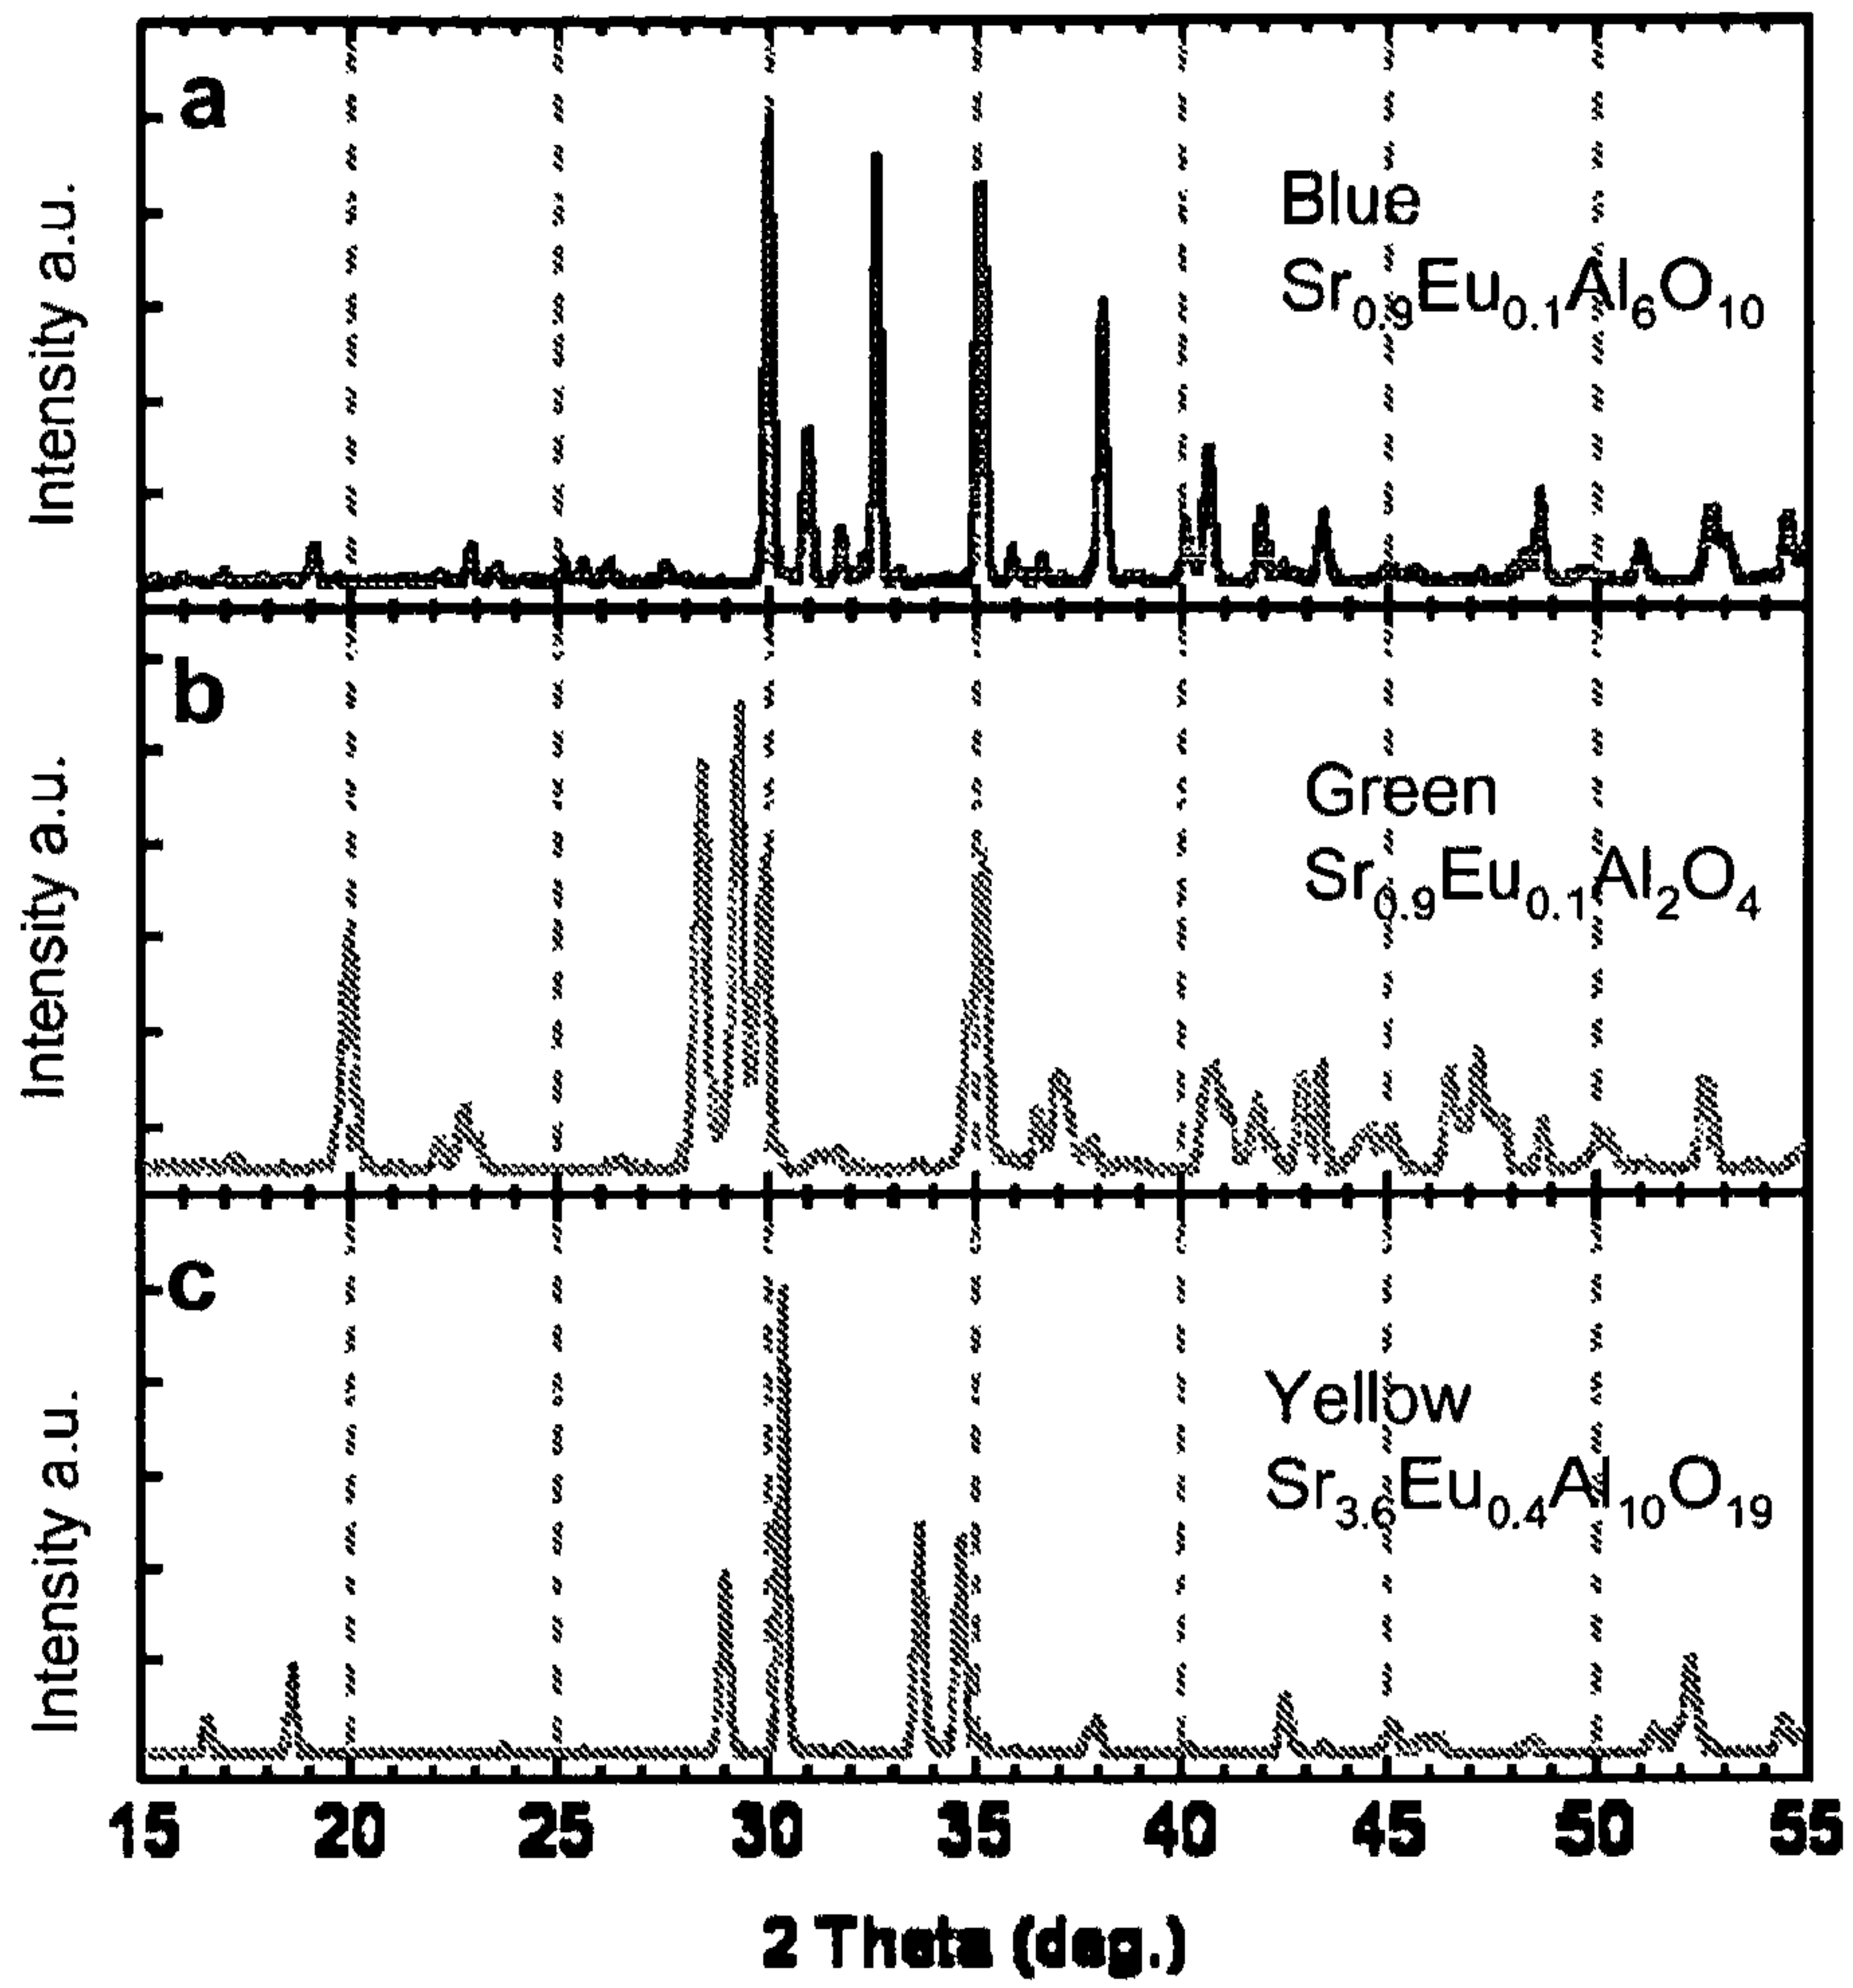 a
Intensity a.u.
Blue
Sr₀.₉Eu₀.₁Al₆O₁₀
b
Intensity a.u.
Green
Sr₀.₉Eu₀.₁Al₂O₄
c
Intensity a.u.
Yellow
Sr₃.₆Eu₀.₄Al₁₀O₁₉
15 20 25 30 35 40 45 50 55
2 Theta (deg.)